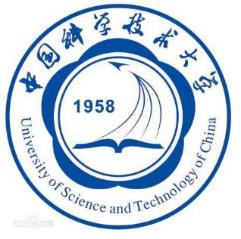 中国科学技术大学
1958
University of Science and Technology of China